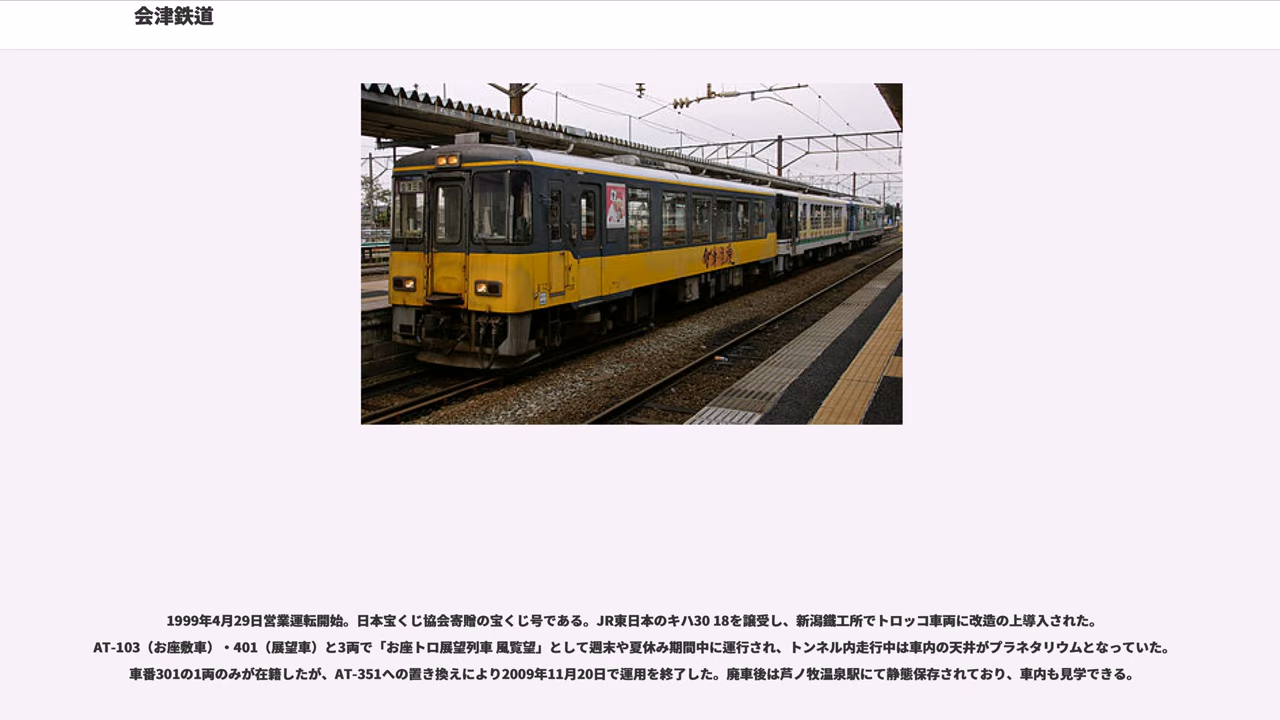 会津鉄道
1999年4月29日営業運転開始。日本宝くじ協会寄贈の宝くじ号である。JR東日本のキハ30 18を譲受し、新潟鐵工所でトロッコ車両に改造の上導入された。
AT-103（お座敷車）・401（展望車）と3両で「お座トロ展望列車 風覧望」として週末や夏休み期間中に運行され、トンネル内走行中は車内の天井がプラネタリウムとなっていた。
車番301の1両のみが在籍したが、AT-351への置き換えにより2009年11月20日で運用を終了した。廃車後は芦ノ牧温泉駅にて静態保存されており、車内も見学できる。